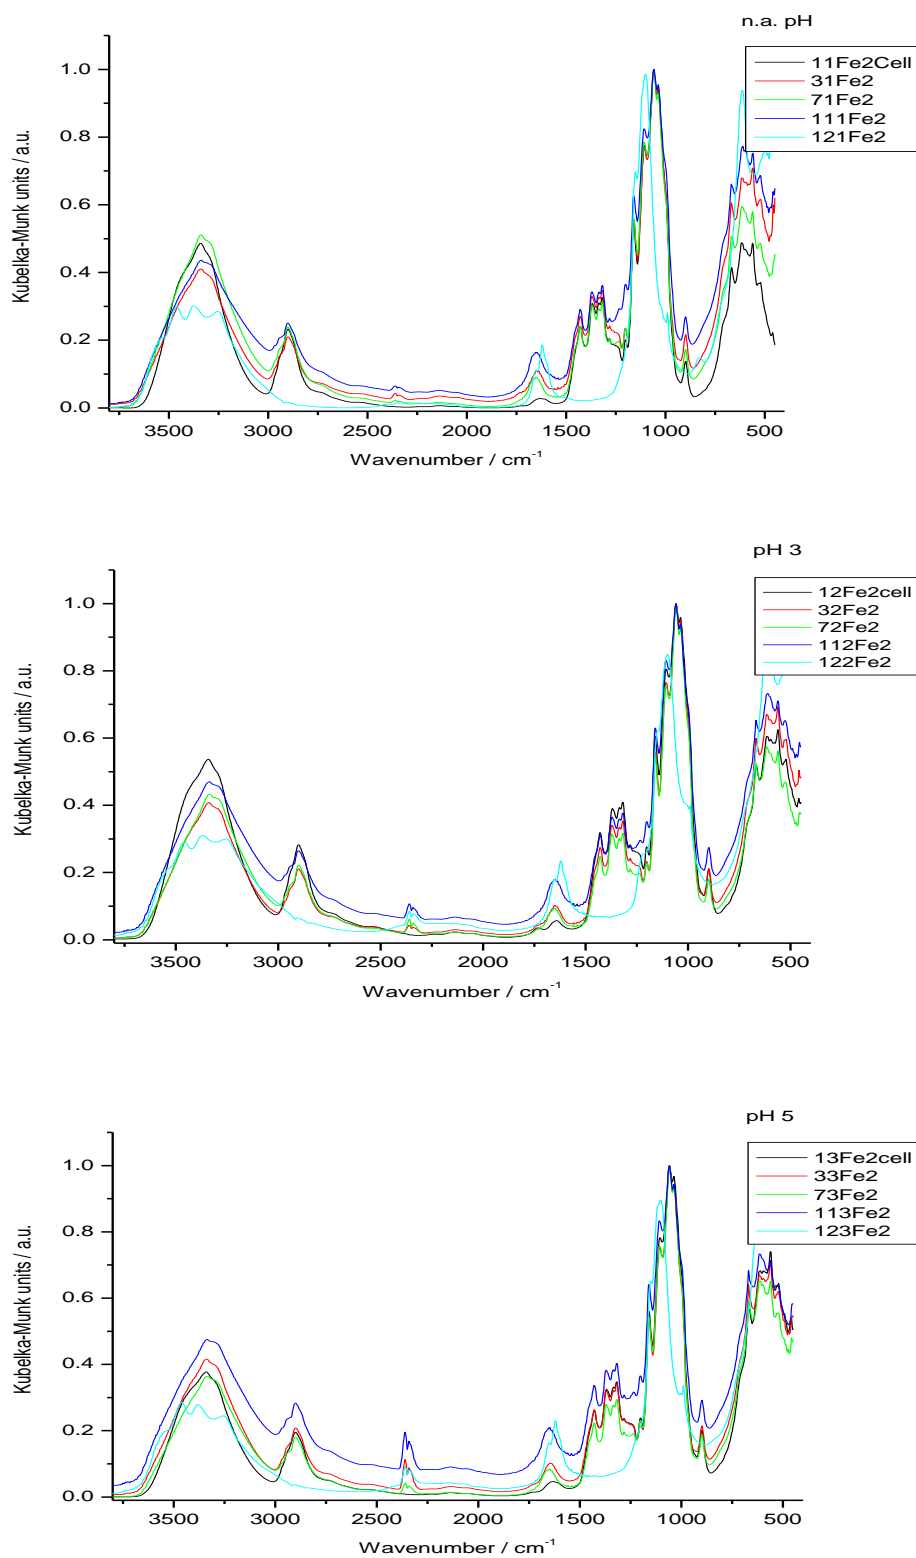 n.a. pH
11Fe2Cell
31Fe2
71Fe2
111Fe2
121Fe2
1.0
0.8
0.6
0.4
0.2
0.0
Kubelka-Munk units / a.u.
3500 3000 2500 2000 1500 1000 500
Wavenumber / cm-1
pH 3
12Fe2cell
32Fe2
72Fe2
112Fe2
122Fe2
1.0
0.8
0.6
0.4
0.2
0.0
Kubelka-Munk units / a.u.
3500 3000 2500 2000 1500 1000 500
Wavenumber / cm-1
pH 5
13Fe2cell
33Fe2
73Fe2
113Fe2
123Fe2
1.0
0.8
0.6
0.4
0.2
0.0
Kubelka-Munk units / a.u.
3500 3000 2500 2000 1500 1000 500
Wavenumber / cm-1